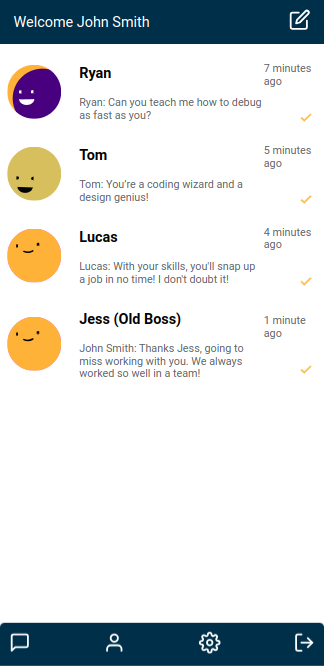 Welcome John Smith
Ryan
7 minutes
ago
Ryan: Can you teach me how to debug
as fast as you?
Tom
5 minutes
ago
Tom: You're a coding wizard and a
design genius!
Lucas
4 minutes
ago
Lucas: With your skills, you'll snap up
a job in no time! I don't doubt it!
Jess (Old Boss)
1 minute
ago
John Smith: Thanks Jess, going to
miss working with you. We always
worked so well in a team!